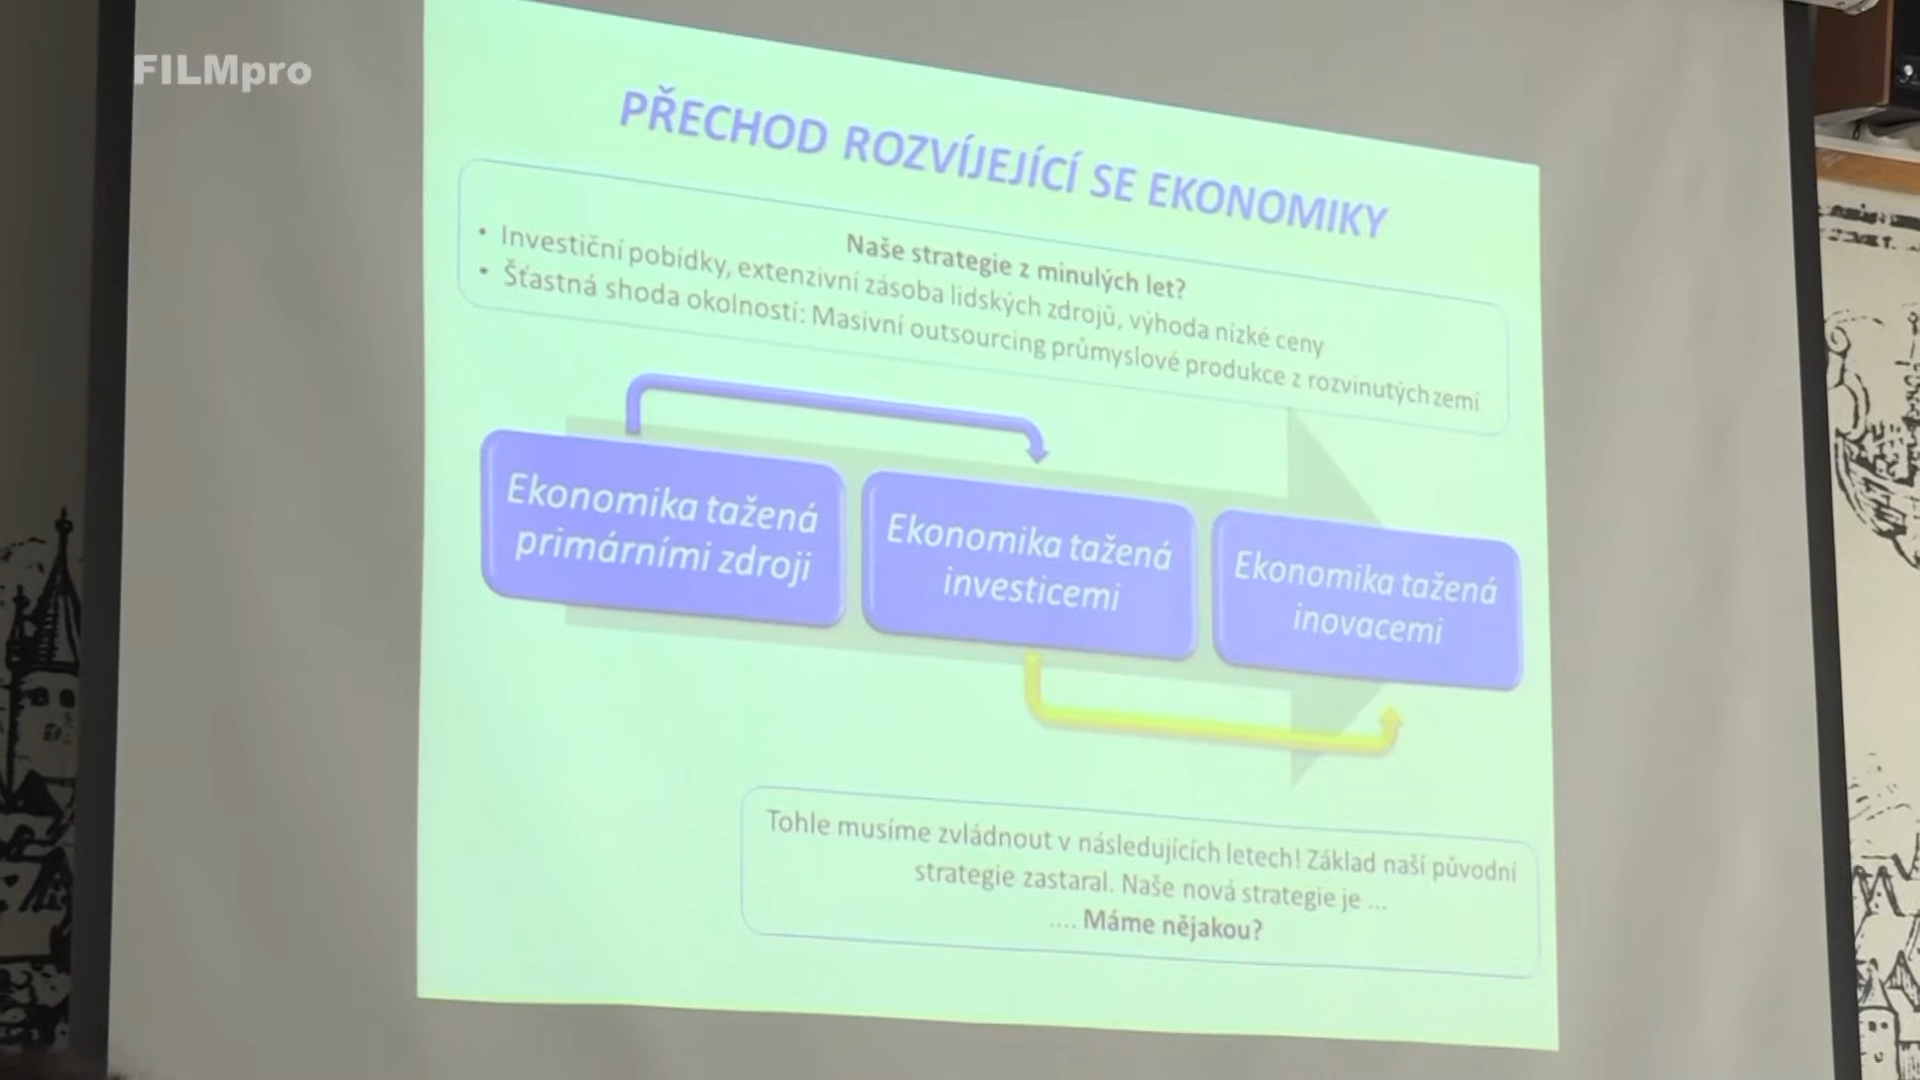 FILMpro
PŘECHOD ROZVÍJEJÍCÍ SE EKONOMIKY
Naše strategie z minulých let?
• Investiční pobídky, extenzivní zásoba lidských zdrojů, výhoda nízké ceny
• Šťastná shoda okolností: Masivní outsourcing průmyslové produkce z rozvinutých zemí
Ekonomika tažená
primárními zdroji
Ekonomika tažená
investicemi
Ekonomika tažená
inovacemi
Tohle musíme zvládnout v následujících letech! Základ naší původní
strategie zastaral. Naše nová strategie je ...
.... Máme nějakou?